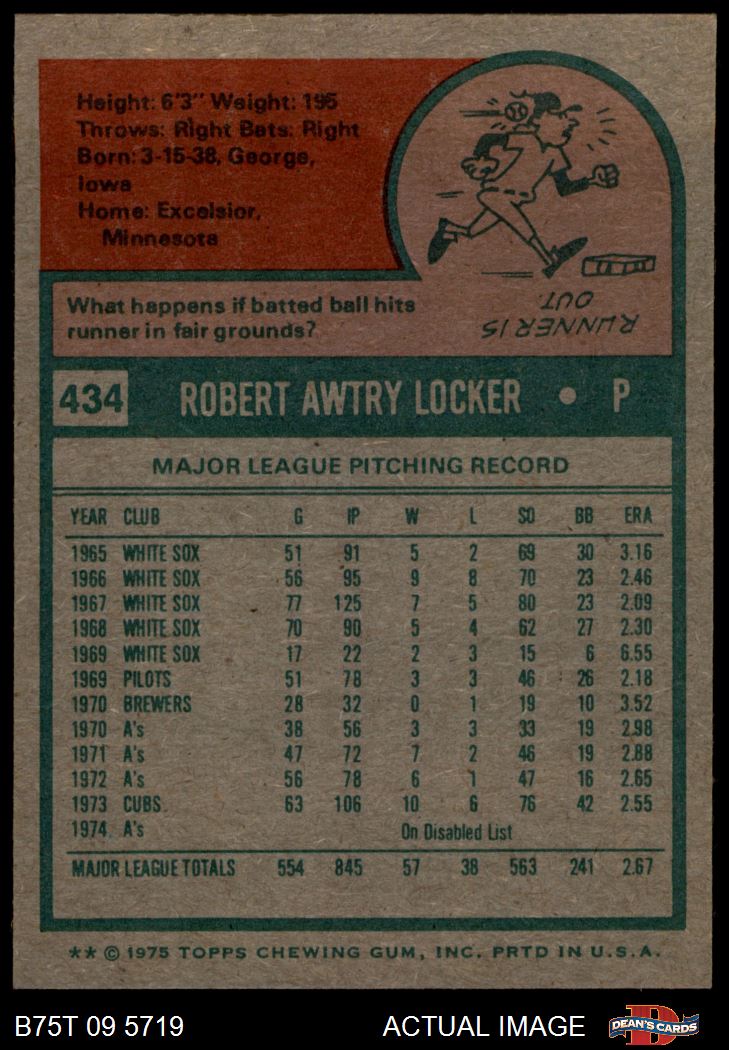 Height: 6'3" Weight: 195
Throws: Right Bats: Right
Born: 3-15-38, George,
Iowa
Home: Excelsior,
Minnesota
RUNNER IS
OUT.
What happens if batted ball hits
runner in fair grounds?
434 ROBERT AWTRY LOCKER • P
MAJOR LEAGUE PITCHING RECORD
YEAR CLUB G IP W L SO BB ERA
1965 WHITE SOX 51 91 5 2 69 30 3.16
1966 WHITE SOX 56 95 9 8 70 23 2.46
1967 WHITE SOX 77 125 7 5 80 23 2.09
1968 WHITE SOX 70 90 5 4 62 27 2.30
1969 WHITE SOX 17 22 2 3 15 6 6.55
1969 PILOTS 51 78 3 3 46 26 2.18
1970 BREWERS 28 32 0 1 19 10 3.52
1970 A's 38 56 3 3 33 19 2.98
1971 A's 47 72 7 2 46 19 2.88
1972 A's 56 78 6 1 47 16 2.65
1973 CUBS 63 106 10 6 76 42 2.55
1974 A's On Disabled List
MAJOR LEAGUE TOTALS 554 845 57 38 563 241 2.67
** © 1975 TOPPS CHEWING GUM, INC. PRTD IN U.S.A.
B75T 09 5719 ACTUAL IMAGE DEAN'S CARDS